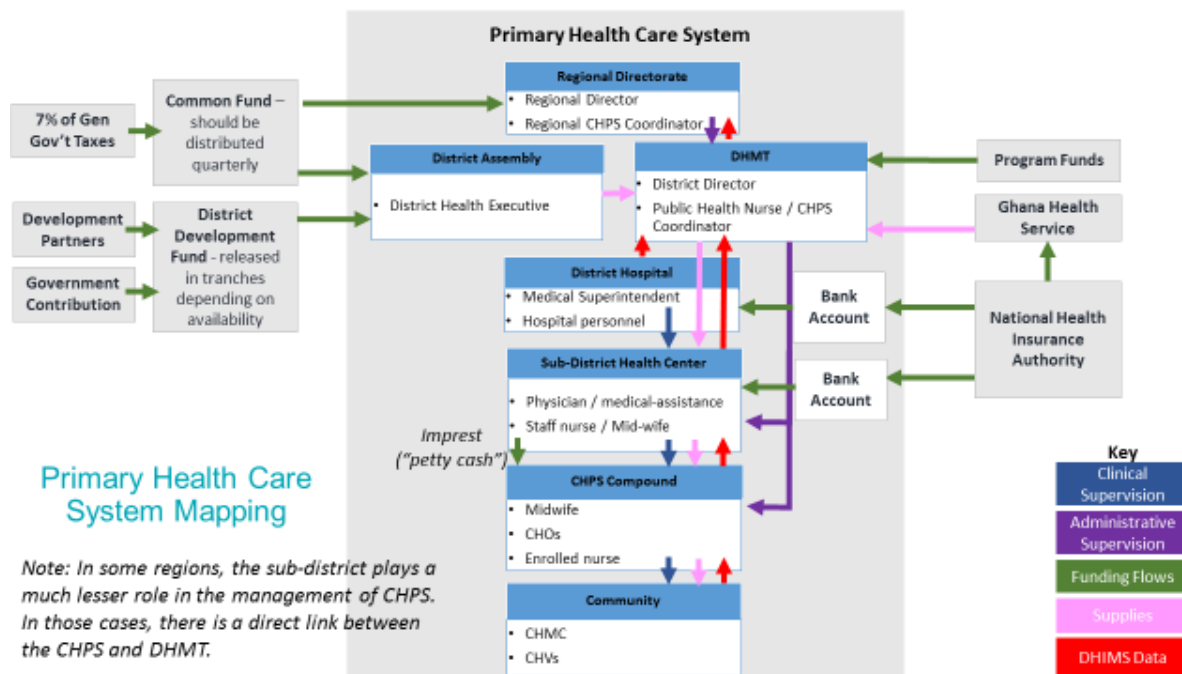 Primary Health Care System
Regional Directorate
• Regional Director
• Regional CHPS Coordinator
7% of Gen
Gov't Taxes
Common Fund –
should be
distributed
quarterly
District Assembly
• District Health Executive
DHMT
• District Director
• Public Health Nurse / CHPS
Coordinator
Program Funds
Ghana Health
Service
Development
Partners
Government
Contribution
District
Development
Fund - released
in tranches
depending on
availability
District Hospital
• Medical Superintendent
• Hospital personnel
Bank
Account
National Health
Insurance
Authority
Sub-District Health Center
• Physician / medical-assistance
• Staff nurse / Mid-wife
Bank
Account
Imprest
("petty cash")
CHPS Compound
• Midwife
• CHOs
• Enrolled nurse
Community
• CHMC
• CHVs
Primary Health Care
System Mapping
Note: In some regions, the sub-district plays a
much lesser role in the management of CHPS.
In those cases, there is a direct link between
the CHPS and DHMT.
Key
Clinical
Supervision
Administrative
Supervision
Funding Flows
Supplies
DHIMS Data